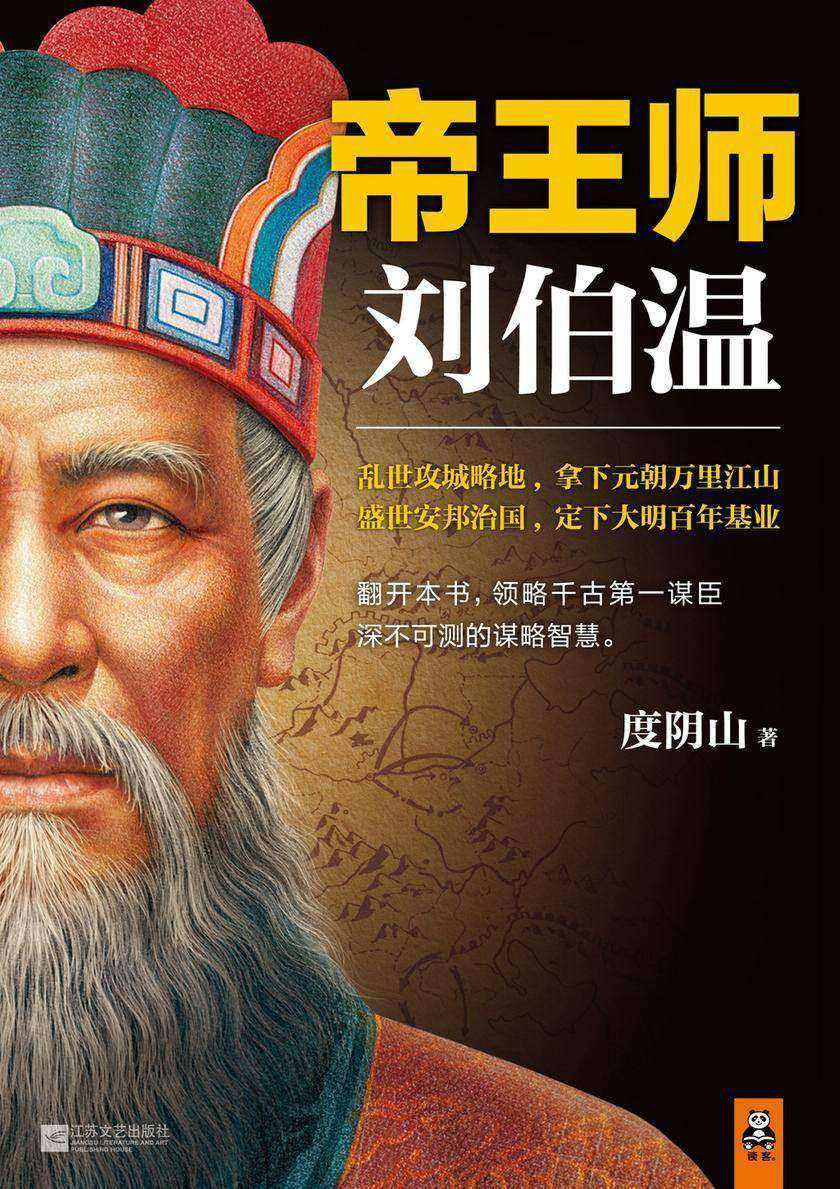 帝王师
刘伯温
乱世攻城略地，拿下元朝万里江山
盛世安邦治国，定下大明百年基业
翻开本书，领略千古第一谋臣
深不可测的谋略智慧。
度阴山 著
江苏文艺出版社
JIANGSU LITERATURE AND ART
PUBLISHING HOUSE
读客®